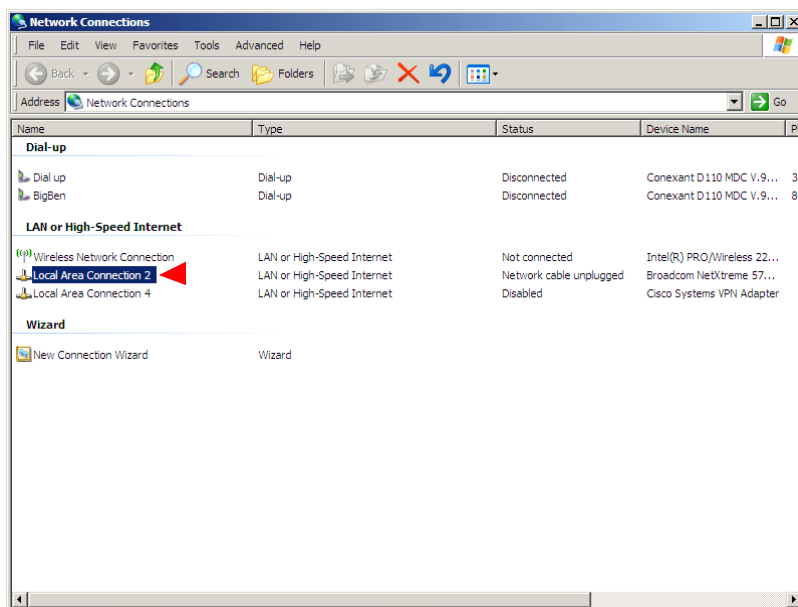 Network Connections
File Edit View Favorites Tools Advanced Help
Back Search Folders
Address Network Connections Go
Name Type Status Device Name P
Dial-up
Dial up Dial-up Disconnected Conexant D110 MDC V.9... 3
BigBen Dial-up Disconnected Conexant D110 MDC V.9... 8
LAN or High-Speed Internet
Wireless Network Connection LAN or High-Speed Internet Not connected Intel(R) PRO/Wireless 22...
Local Area Connection 2 LAN or High-Speed Internet Network cable unplugged Broadcom NetXtreme 57...
Local Area Connection 4 LAN or High-Speed Internet Disabled Cisco Systems VPN Adapter
Wizard
New Connection Wizard Wizard